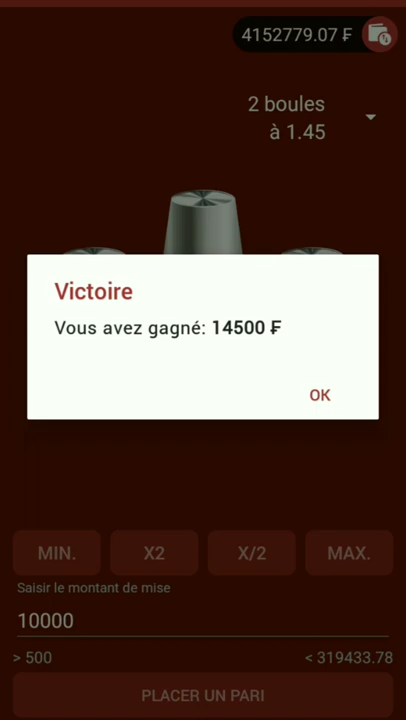 4152779.07 ₣
2 boules
à 1.45
Victoire
Vous avez gagné: 14500 ₣
OK
MIN.
X2
X/2
MAX.
Saisir le montant de mise
10000
> 500
< 319433.78
PLACER UN PARI